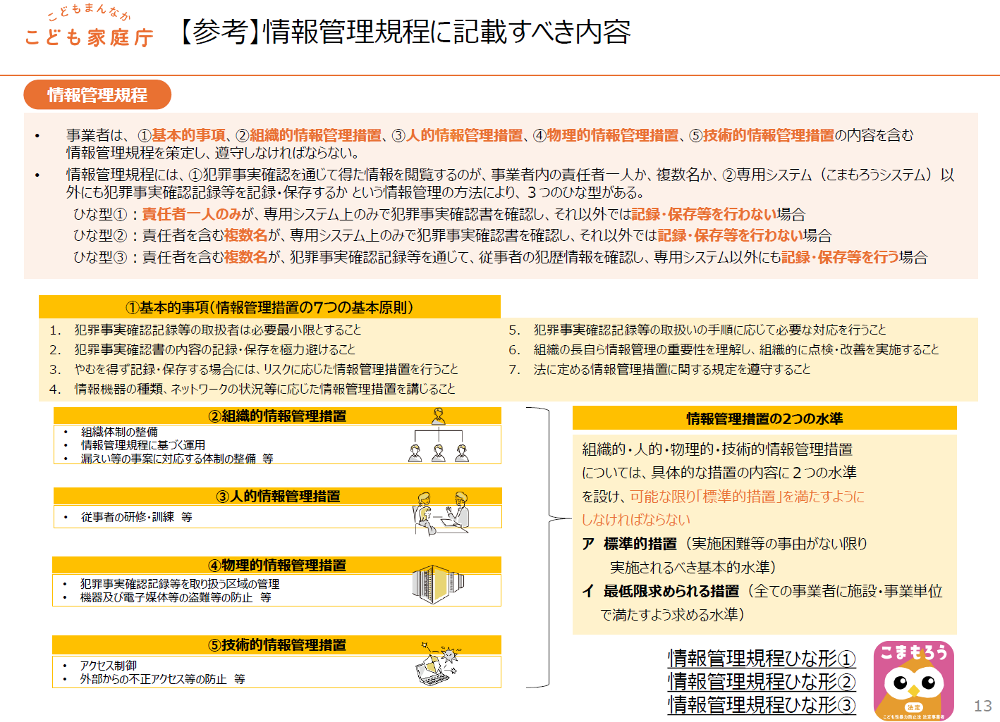 こどもまんなか
こども家庭庁
【参考】情報管理規程に記載すべき内容
情報管理規程
• 事業者は、①基本的事項、②組織的情報管理措置、③人的情報管理措置、④物理的情報管理措置、⑤技術的情報管理措置の内容を含む
情報管理規程を策定し、遵守しなければならない。
• 情報管理規程には、①犯罪事実確認を通じて得た情報を閲覧するのが、事業者内の責任者一人か、複数名か、②専用システム（こまもろうシステム）以
外にも犯罪事実確認記録等を記録・保存するか という情報管理の方法により、３つのひな型がある。
ひな型①：責任者一人のみが、専用システム上のみで犯罪事実確認書を確認し、それ以外では記録・保存等を行わない場合
ひな型②：責任者を含む複数名が、専用システム上のみで犯罪事実確認書を確認し、それ以外では記録・保存等を行わない場合
ひな型③：責任者を含む複数名が、犯罪事実確認記録等を通じて、従事者の犯歴情報を確認し、専用システム以外にも記録・保存等を行う場合
①基本的事項（情報管理措置の７つの基本原則）
1. 犯罪事実確認記録等の取扱者は必要最小限とすること
2. 犯罪事実確認書の内容の記録・保存を極力避けること
3. やむを得ず記録・保存する場合には、リスクに応じた情報管理措置を行うこと
4. 情報機器の種類、ネットワークの状況等に応じた情報管理措置を講じること
5. 犯罪事実確認記録等の取扱いの手順に応じて必要な対応を行うこと
6. 組織の長自ら情報管理の重要性を理解し、組織的に点検・改善を実施すること
7. 法に定める情報管理措置に関する規定を遵守すること
②組織的情報管理措置
• 組織体制の整備
• 情報管理規程に基づく運用
• 漏えい等の事案に対応する体制の整備 等
③人的情報管理措置
• 従事者の研修・訓練 等
④物理的情報管理措置
• 犯罪事実確認記録等を取り扱う区域の管理
• 機器及び電子媒体等の盗難等の防止 等
⑤技術的情報管理措置
• アクセス制御
• 外部からの不正アクセス等の防止 等
情報管理措置の2つの水準
組織的・人的・物理的・技術的情報管理措置
については、具体的な措置の内容に２つの水準
を設け、可能な限り「標準的措置」を満たすように
しなければならない
ア 標準的措置（実施困難等の事由がない限り
実施されるべき基本的水準）
イ 最低限求められる措置（全ての事業者に施設・事業単位
で満たすよう求める水準）
情報管理規程ひな形①
情報管理規程ひな形②
情報管理規程ひな形③
こまもろう
法定
こども性暴力防止法 法定事業者
13